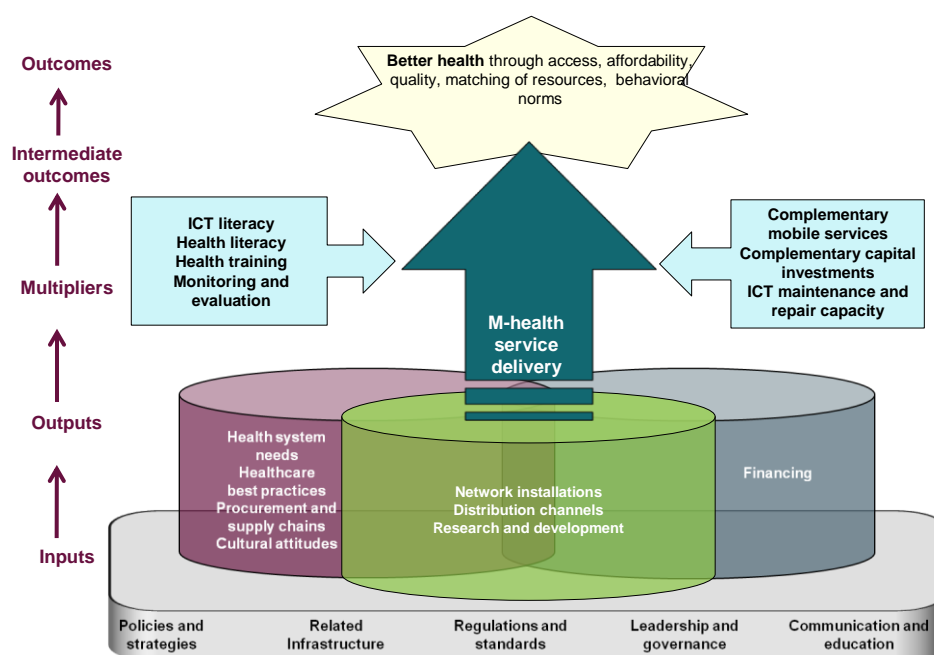 Outcomes
Intermediate
outcomes
Multipliers
Outputs
Inputs
Better health through access, affordability,
quality, matching of resources, behavioral
norms
ICT literacy
Health literacy
Health training
Monitoring and
evaluation
Complementary
mobile services
Complementary capital
investments
ICT maintenance and
repair capacity
M-health
service
delivery
Health system
needs
Healthcare
best practices
Procurement and
supply chains
Cultural attitudes
Network installations
Distribution channels
Research and development
Financing
Policies and
strategies
Related
Infrastructure
Regulations and
standards
Leadership and
governance
Communication and
education